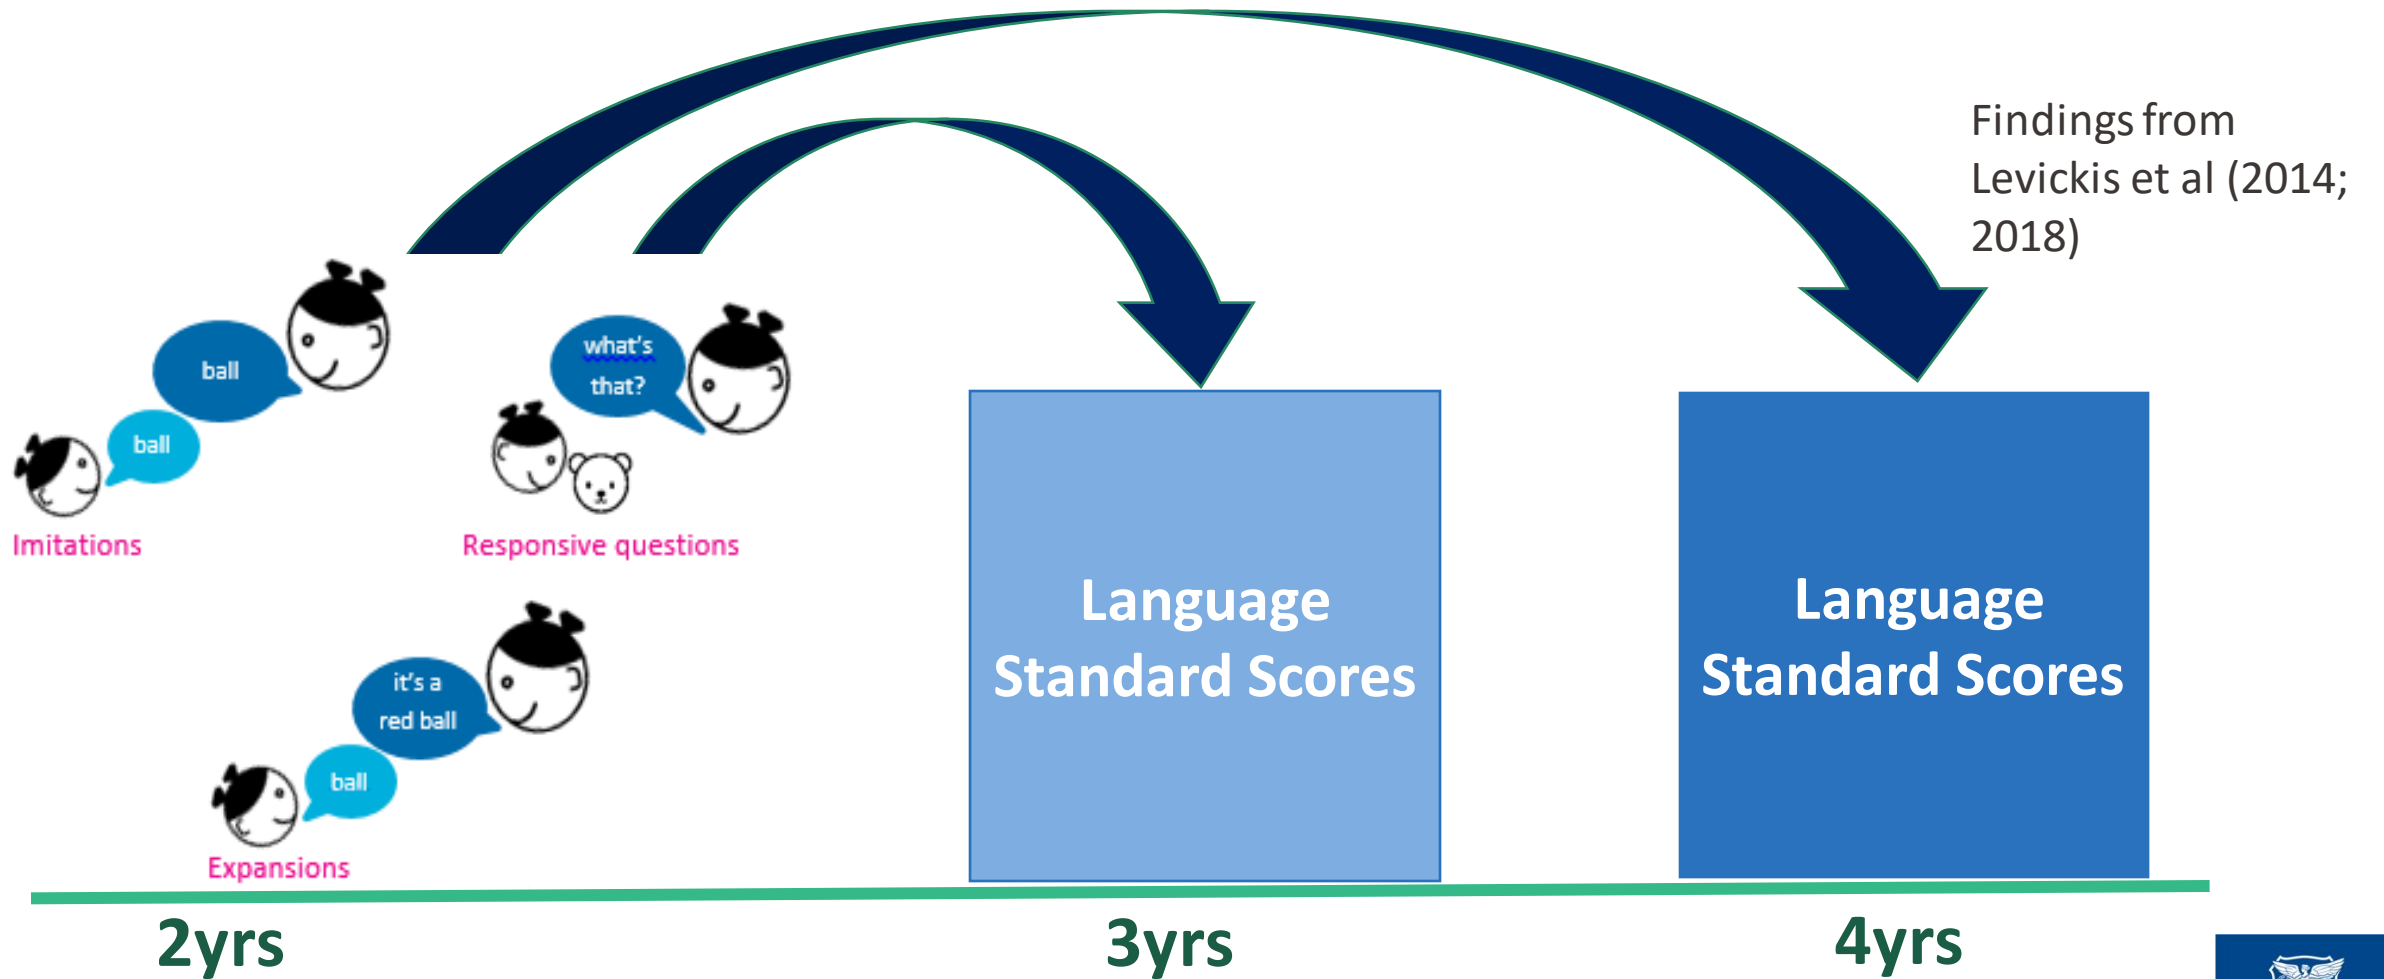 Findings from
Levickis et al (2014;
2018)
ball
ball
Imitations
what's
that?
Responsive questions
it's a
red ball
ball
Expansions
Language
Standard Scores
Language
Standard Scores
2yrs
3yrs
4yrs